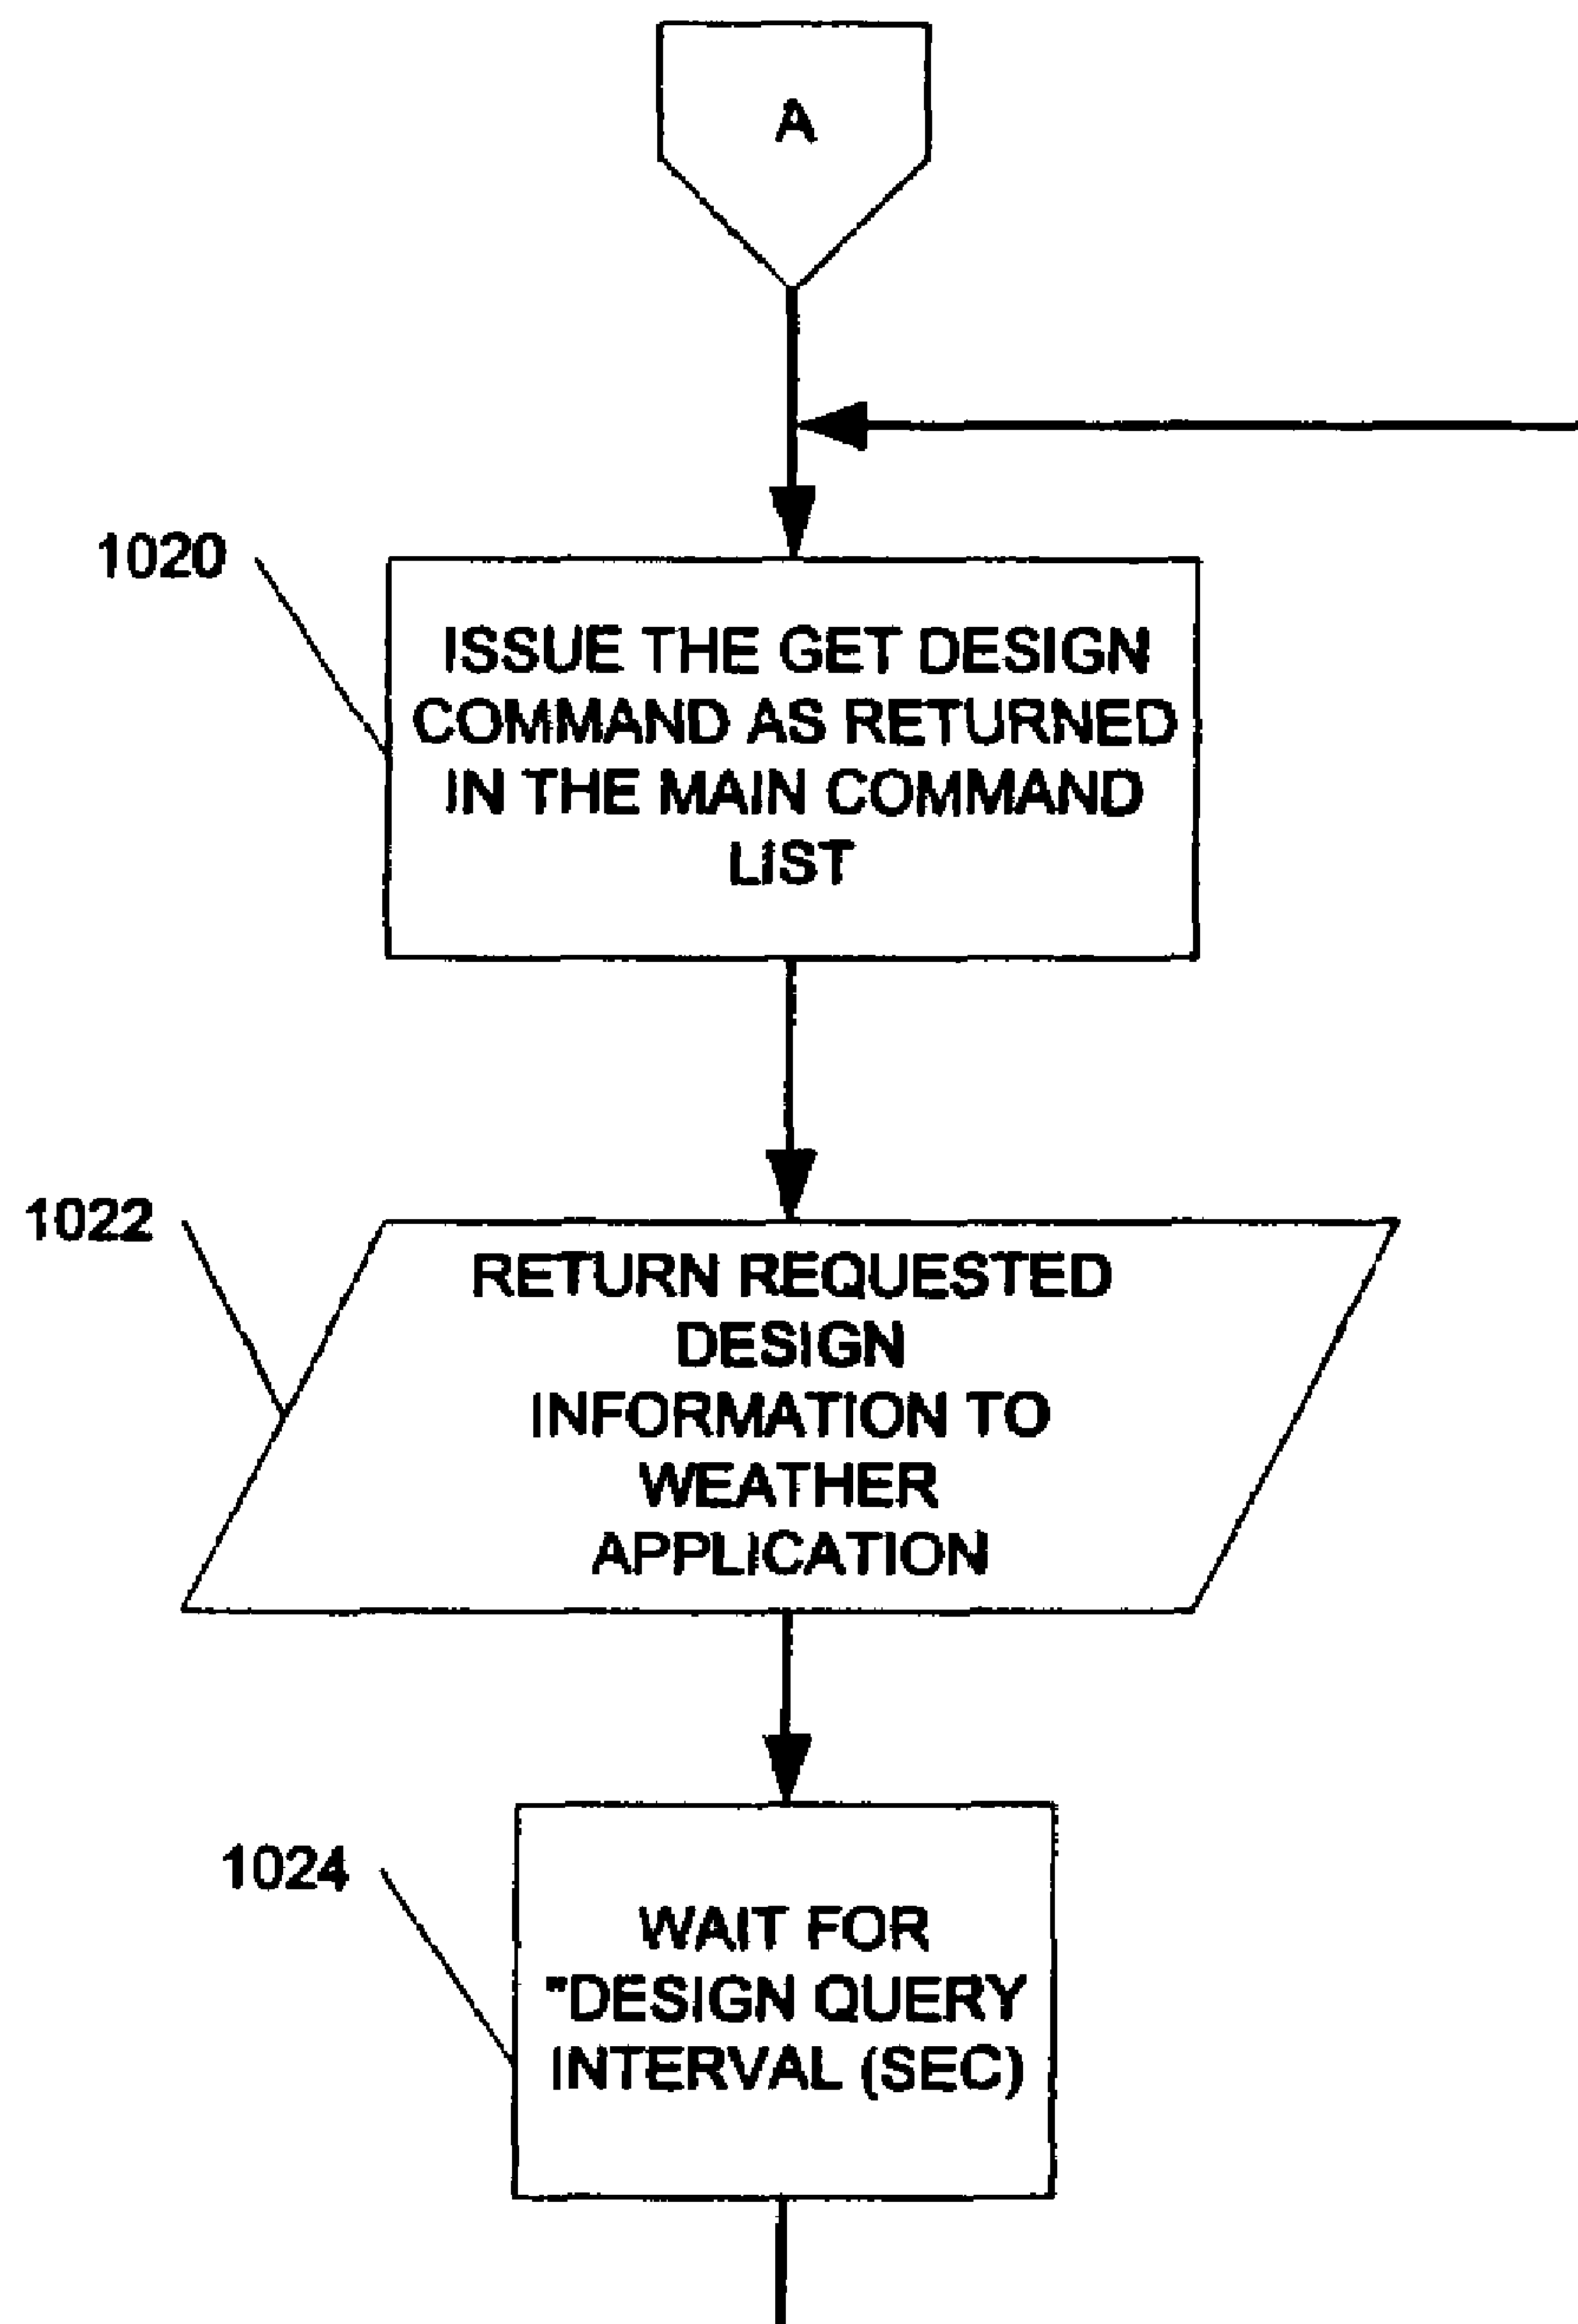 A
1020
ISSUE THE GET DESIGN
COMMAND AS RETURNED
IN THE MAIN COMMAND
LIST
1022
RETURN REQUESTED
DESIGN
INFORMATION TO
WEATHER
APPLICATION
1024
WAIT FOR
"DESIGN QUERY
INTERVAL (SEC)